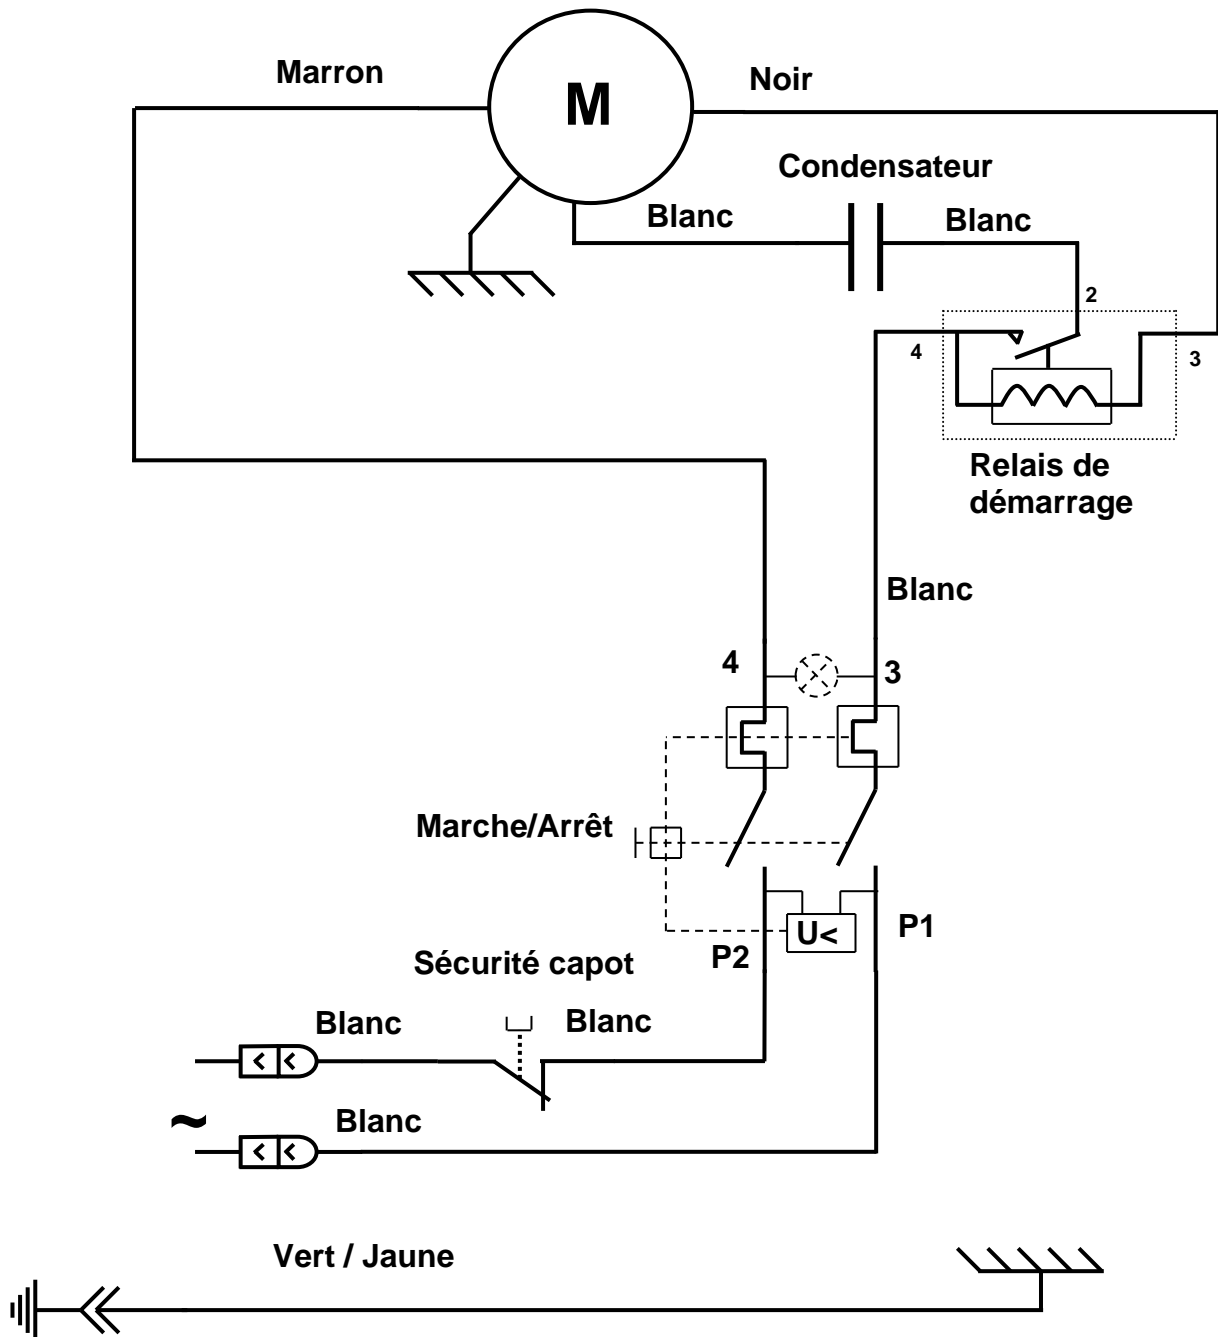 Marron
M
Noir
Condensateur
Blanc
Blanc
2
4
3
Relais de
démarrage
Blanc
4
3
Marche/Arrêt
U<
P1
P2
Sécurité capot
Blanc
Blanc
~
Blanc
Vert / Jaune